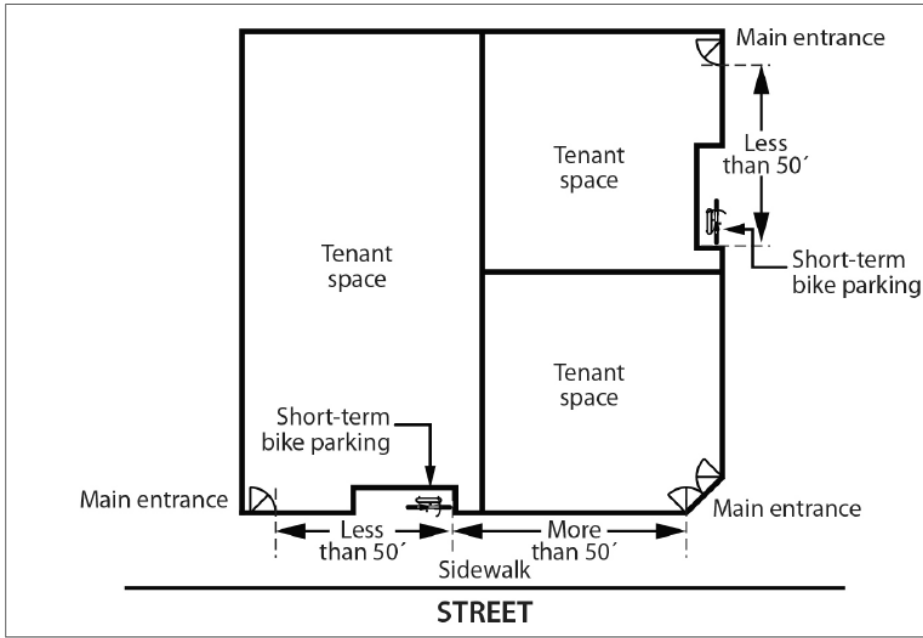 Main entrance
Less
than 50´
Tenant
space
Tenant
space
Short-term
bike parking
Tenant
space
Short-term
bike parking
Main entrance
Main entrance
Less
than 50´
More
than 50´
Sidewalk
STREET